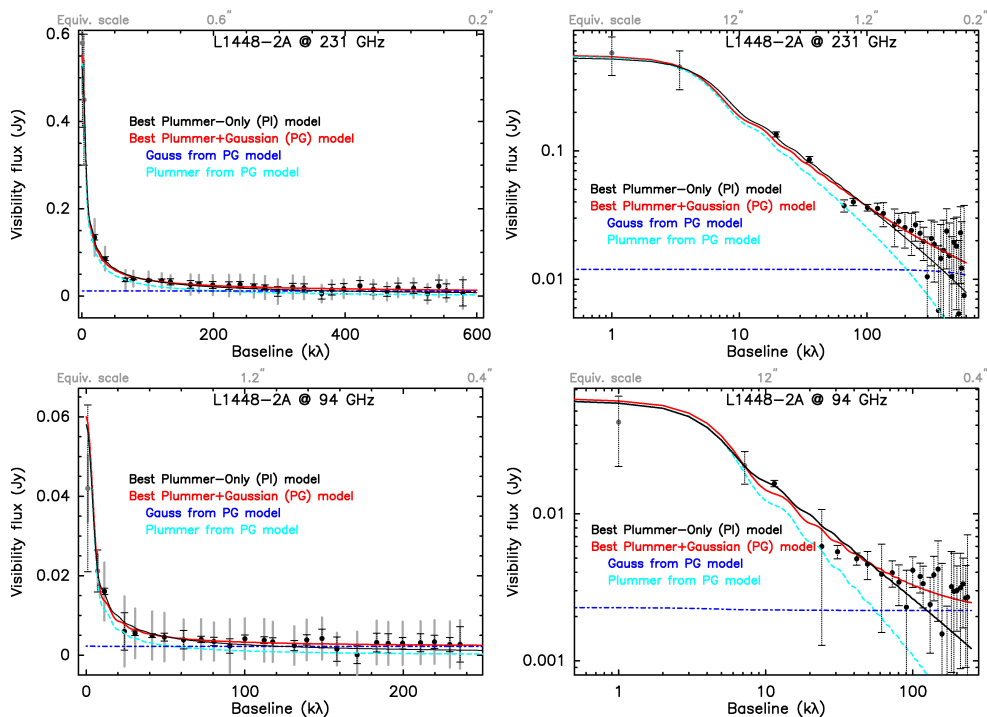 Equiv. scale 0.6" 0.2"
L1448-2A @ 231 GHz
Visibility flux (Jy)
0.6
0.4
0.2
0
Best Plummer-Only (Pl) model
Best Plummer+Gaussian (PG) model
Gauss from PG model
Plummer from PG model
0 200 400 600
Baseline (kλ)
Equiv. scale 12" 1.2" 0.2"
L1448-2A @ 231 GHz
Visibility flux (Jy)
0.1
0.01
Best Plummer-Only (Pl) model
Best Plummer+Gaussian (PG) model
Gauss from PG model
Plummer from PG model
1 10 100
Baseline (kλ)
Equiv. scale 1.2" 0.4"
L1448-2A @ 94 GHz
Visibility flux (Jy)
0.06
0.04
0.02
0
Best Plummer-Only (Pl) model
Best Plummer+Gaussian (PG) model
Gauss from PG model
Plummer from PG model
0 100 200
Baseline (kλ)
Equiv. scale 12" 0.4"
L1448-2A @ 94 GHz
Visibility flux (Jy)
0.01
0.001
Best Plummer-Only (Pl) model
Best Plummer+Gaussian (PG) model
Gauss from PG model
Plummer from PG model
1 10 100
Baseline (kλ)